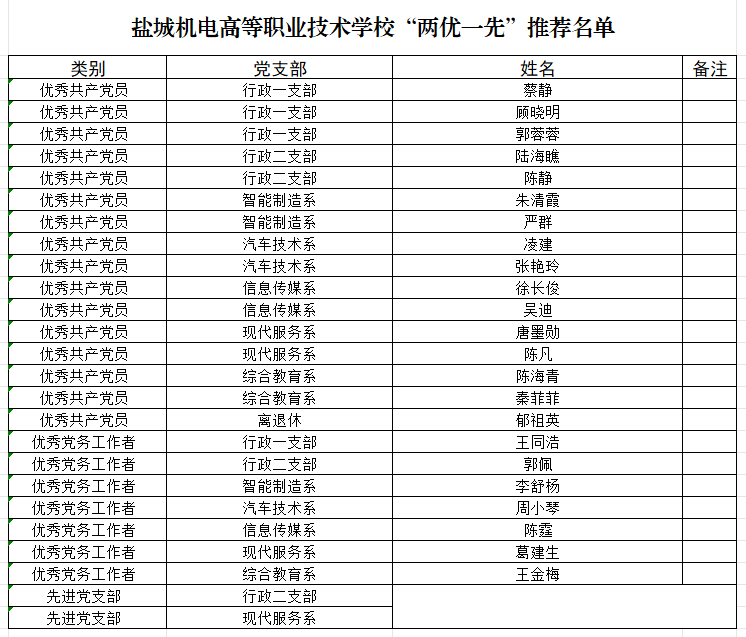 盐城机电高等职业技术学校“两优一先”推荐名单
类别 党支部 姓名 备注
优秀共产党员 行政一支部 蔡静
优秀共产党员 行政一支部 顾晓明
优秀共产党员 行政一支部 郭蓉蓉
优秀共产党员 行政二支部 陆海瞧
优秀共产党员 行政二支部 陈静
优秀共产党员 智能制造系 朱清霞
优秀共产党员 智能制造系 严群
优秀共产党员 汽车技术系 凌建
优秀共产党员 汽车技术系 张艳玲
优秀共产党员 信息传媒系 徐长俊
优秀共产党员 信息传媒系 吴迪
优秀共产党员 现代服务系 唐墨勋
优秀共产党员 现代服务系 陈凡
优秀共产党员 综合教育系 陈海青
优秀共产党员 综合教育系 秦菲菲
优秀共产党员 离退休 郁祖英
优秀党务工作者 行政一支部 王同浩
优秀党务工作者 行政二支部 郭佩
优秀党务工作者 智能制造系 李舒杨
优秀党务工作者 汽车技术系 周小琴
优秀党务工作者 信息传媒系 陈霆
优秀党务工作者 现代服务系 葛建生
优秀党务工作者 综合教育系 王金梅
先进党支部 行政二支部
先进党支部 现代服务系